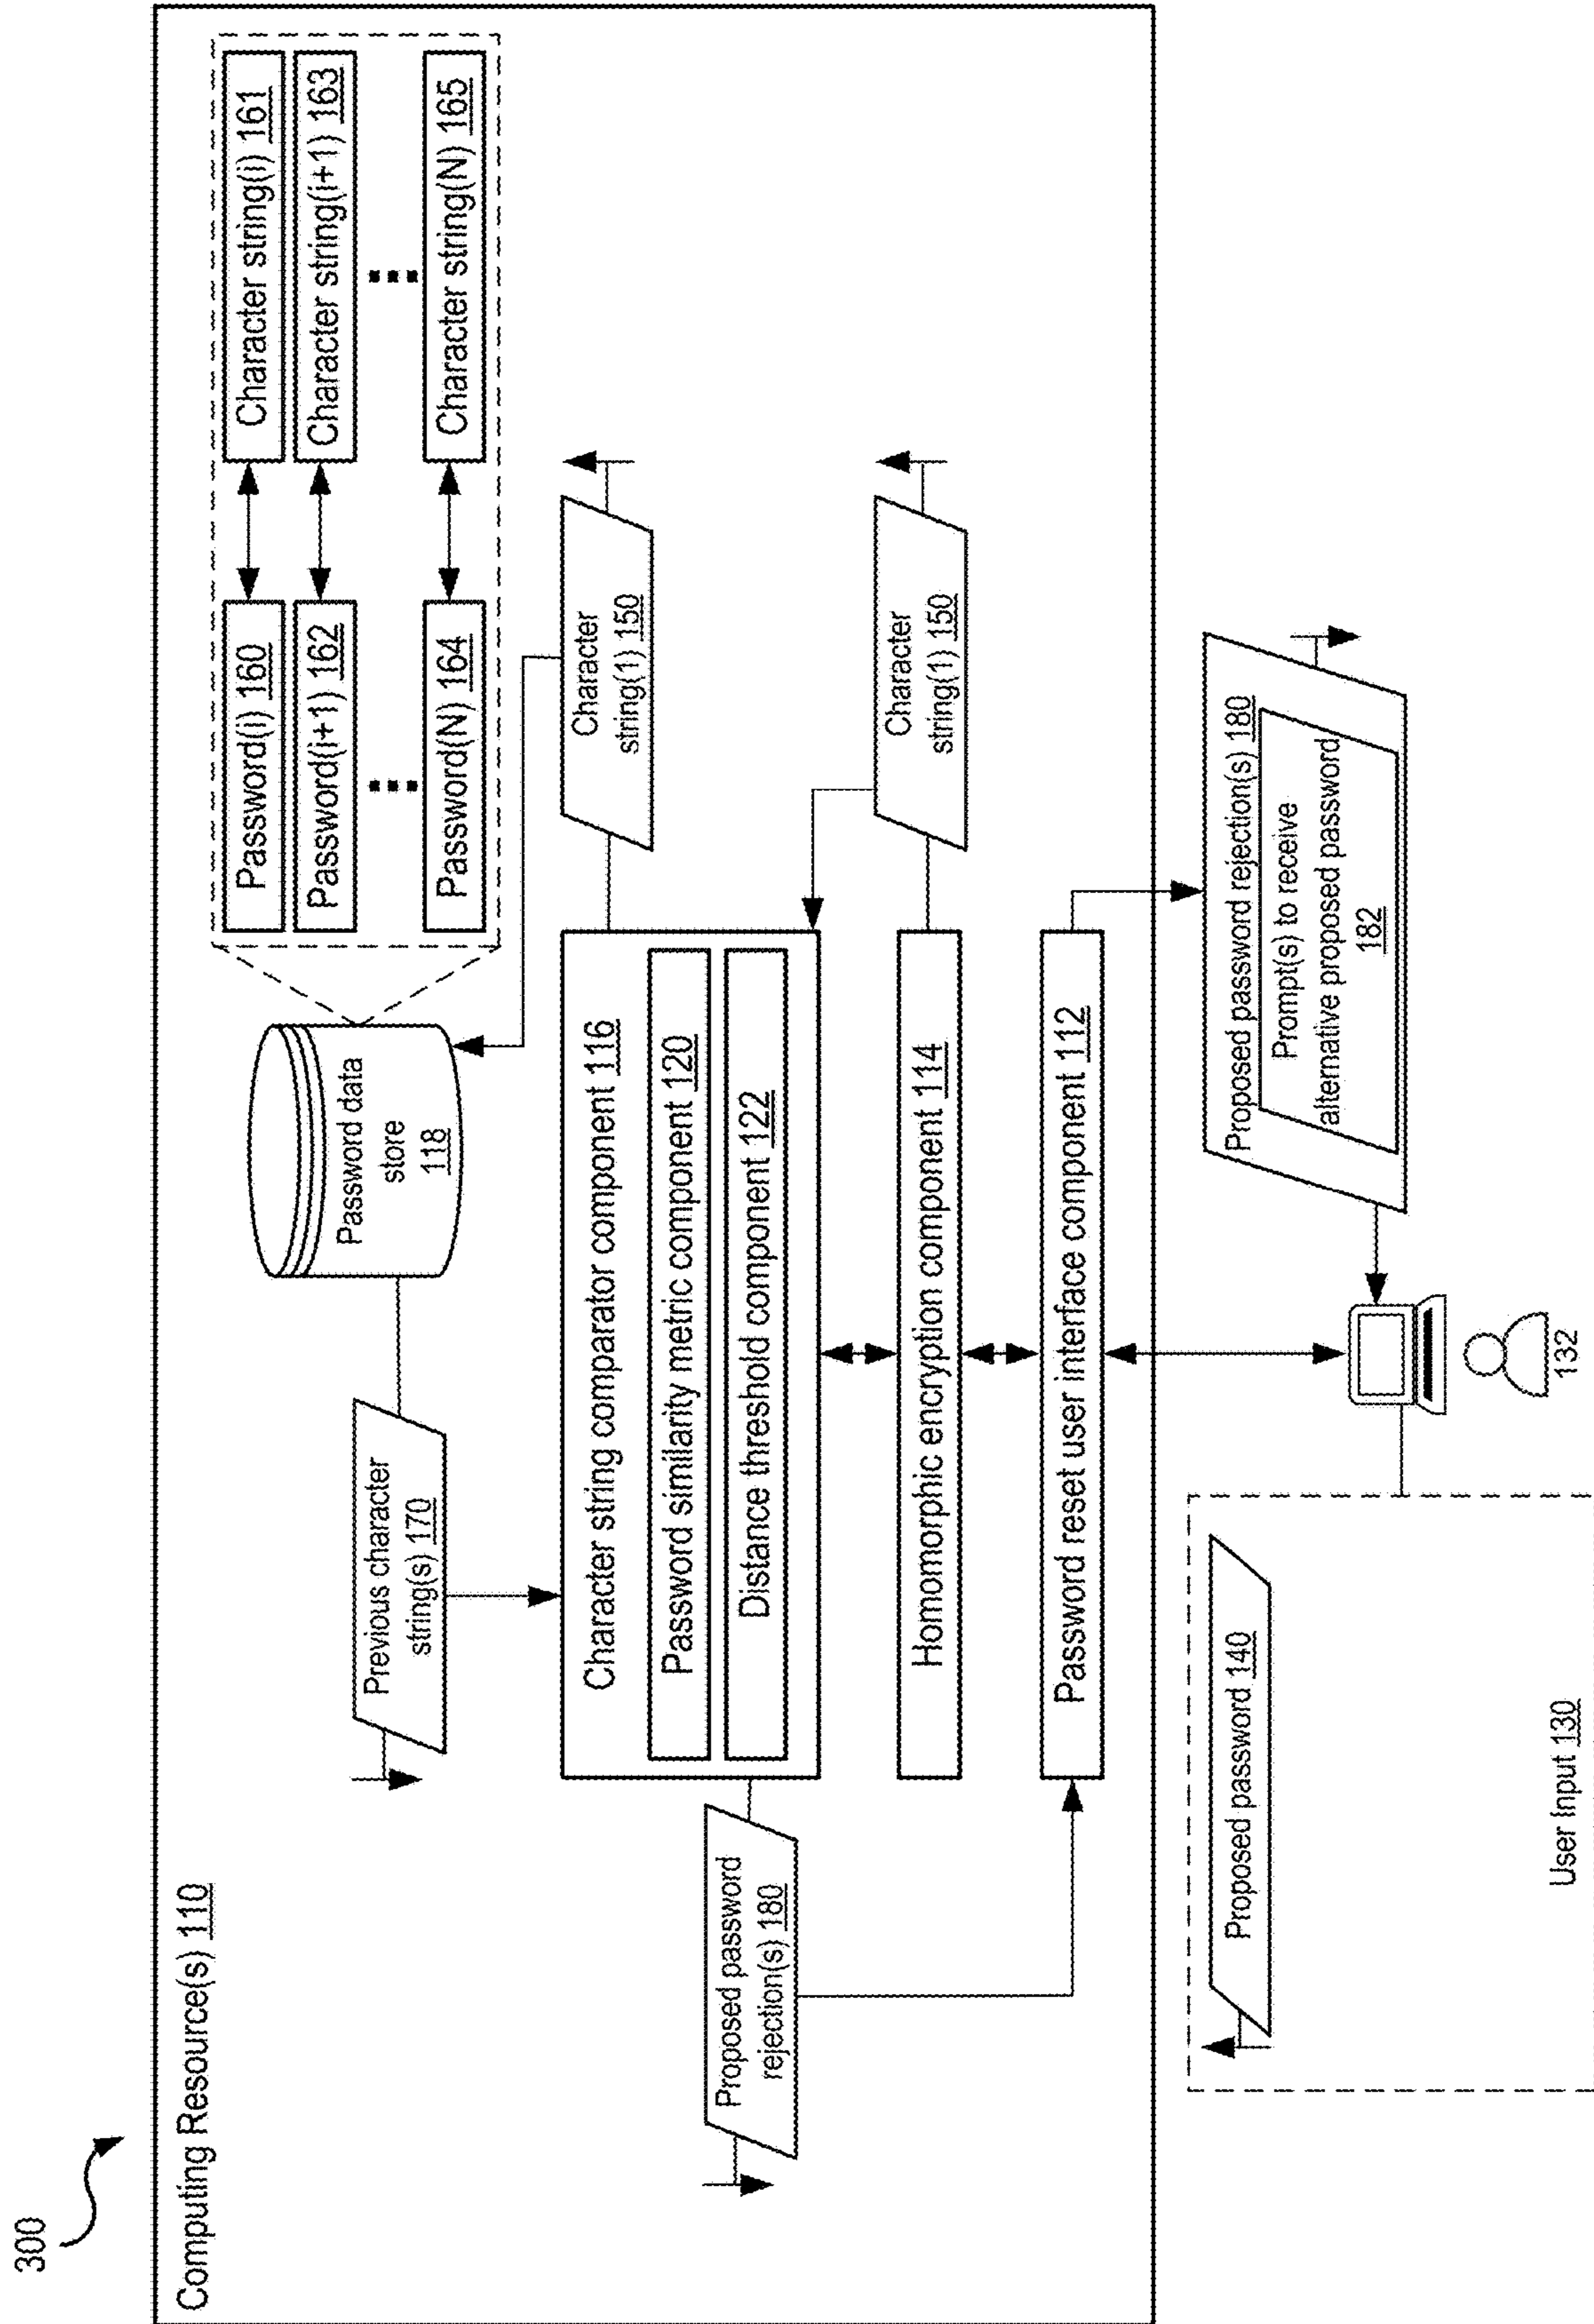 300
Computing Resource(s) 110
Password data
store
118
Password(i) 160
Character string(i) 161
Password(i+1) 162
Character string(i+1) 163
Password(N) 164
Character string(N) 165
Previous character
string(s) 170
Character
string(1) 150
Character string comparator component 116
Password similarity metric component 120
Distance threshold component 122
Proposed password
rejection(s) 180
Character
string(1) 150
Homomorphic encryption component 114
Password reset user interface component 112
Proposed password 140
User Input 130
132
Proposed password rejection(s) 180
Prompt(s) to receive
alternative proposed password
182